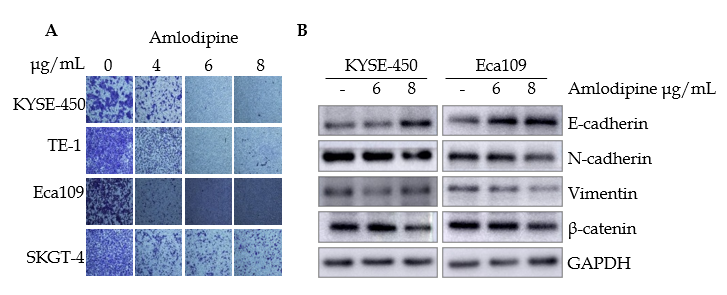 A
Amlodipine
µg/mL 0 4 6 8
KYSE-450
TE-1
Eca109
SKGT-4
B
KYSE-450 Eca109
- 6 8 - 6 8 Amlodipine µg/mL
E-cadherin
N-cadherin
Vimentin
β-catenin
GAPDH